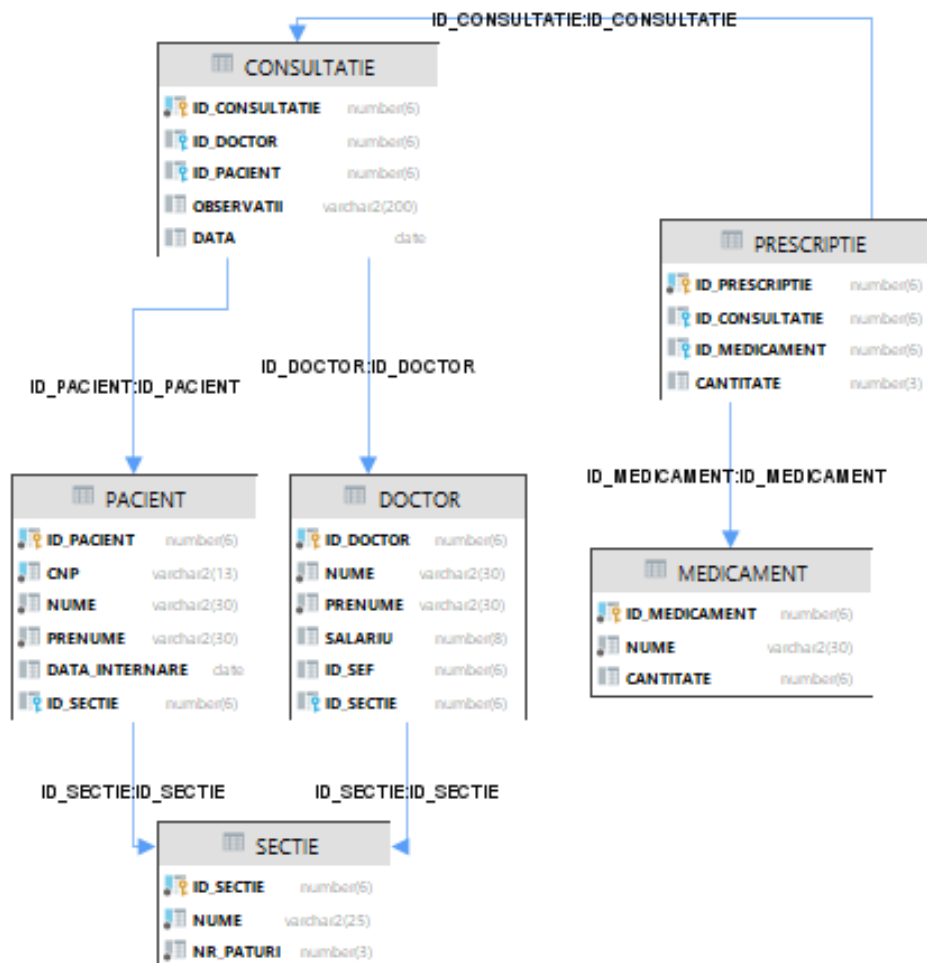 ID_CONSULTATIE:ID_CONSULTATIE
CONSULTATIE
ID_CONSULTATIE number(6)
ID_DOCTOR number(6)
ID_PACIENT number(6)
OBSERVATII varchar2(200)
DATA date
PRESCRIPTIE
ID_PRESCRIPTIE number(6)
ID_CONSULTATIE number(6)
ID_MEDICAMENT number(6)
CANTITATE number(3)
ID_PACIENT:ID_PACIENT
ID_DOCTOR:ID_DOCTOR
ID_MEDICAMENT:ID_MEDICAMENT
PACIENT
ID_PACIENT number(6)
CNP varchar2(13)
NUME varchar2(30)
PRENUME varchar2(30)
DATA_INTERNARE date
ID_SECTIE number(6)
DOCTOR
ID_DOCTOR number(6)
NUME varchar2(30)
PRENUME varchar2(30)
SALARIU number(8)
ID_SEF number(6)
ID_SECTIE number(6)
MEDICAMENT
ID_MEDICAMENT number(6)
NUME varchar2(30)
CANTITATE number(6)
ID_SECTIE:ID_SECTIE
ID_SECTIE:ID_SECTIE
SECTIE
ID_SECTIE number(6)
NUME varchar2(25)
NR_PATURI number(3)